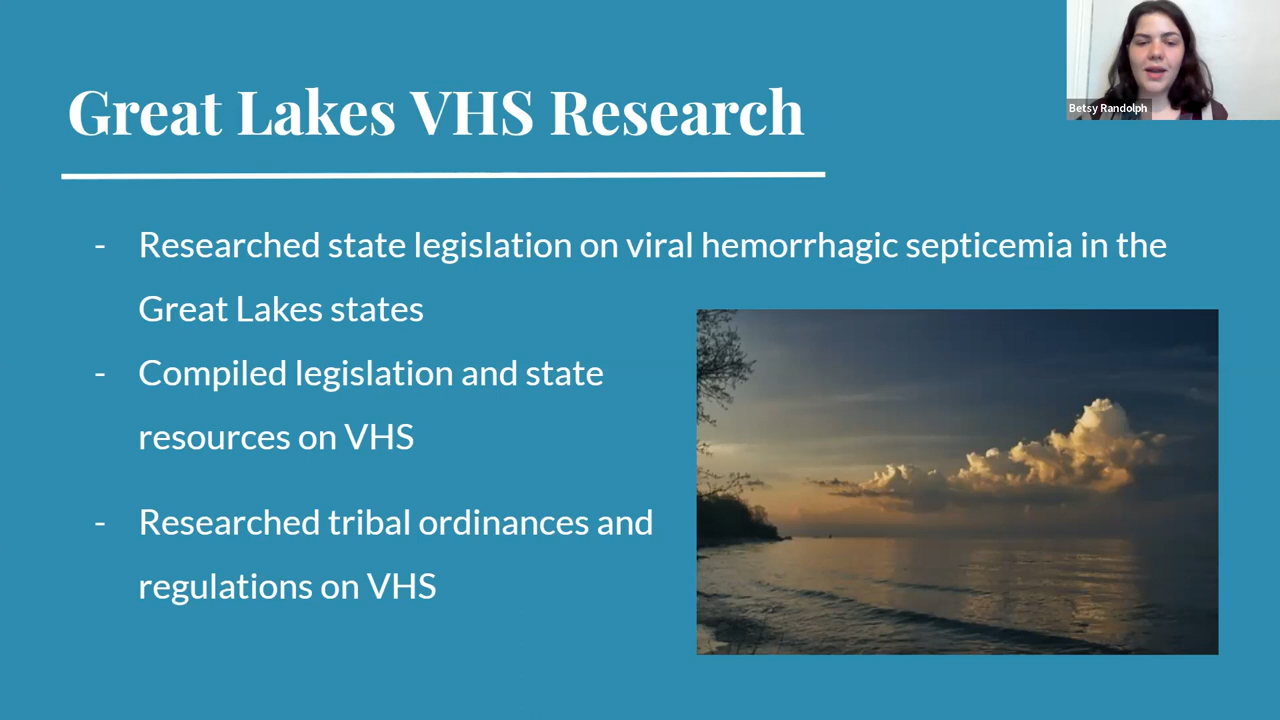 Great Lakes VHS Research
Betsy Randolph
- Researched state legislation on viral hemorrhagic septicemia in the
Great Lakes states
- Compiled legislation and state
resources on VHS
- Researched tribal ordinances and
regulations on VHS